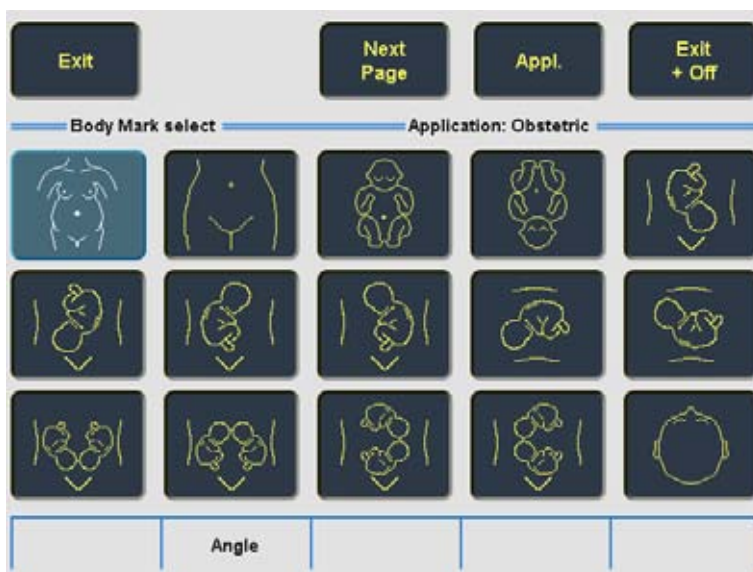 Exit
Next
Page
Appl.
Exit
+ Off
Body Mark select
Application: Obstetric
Angle